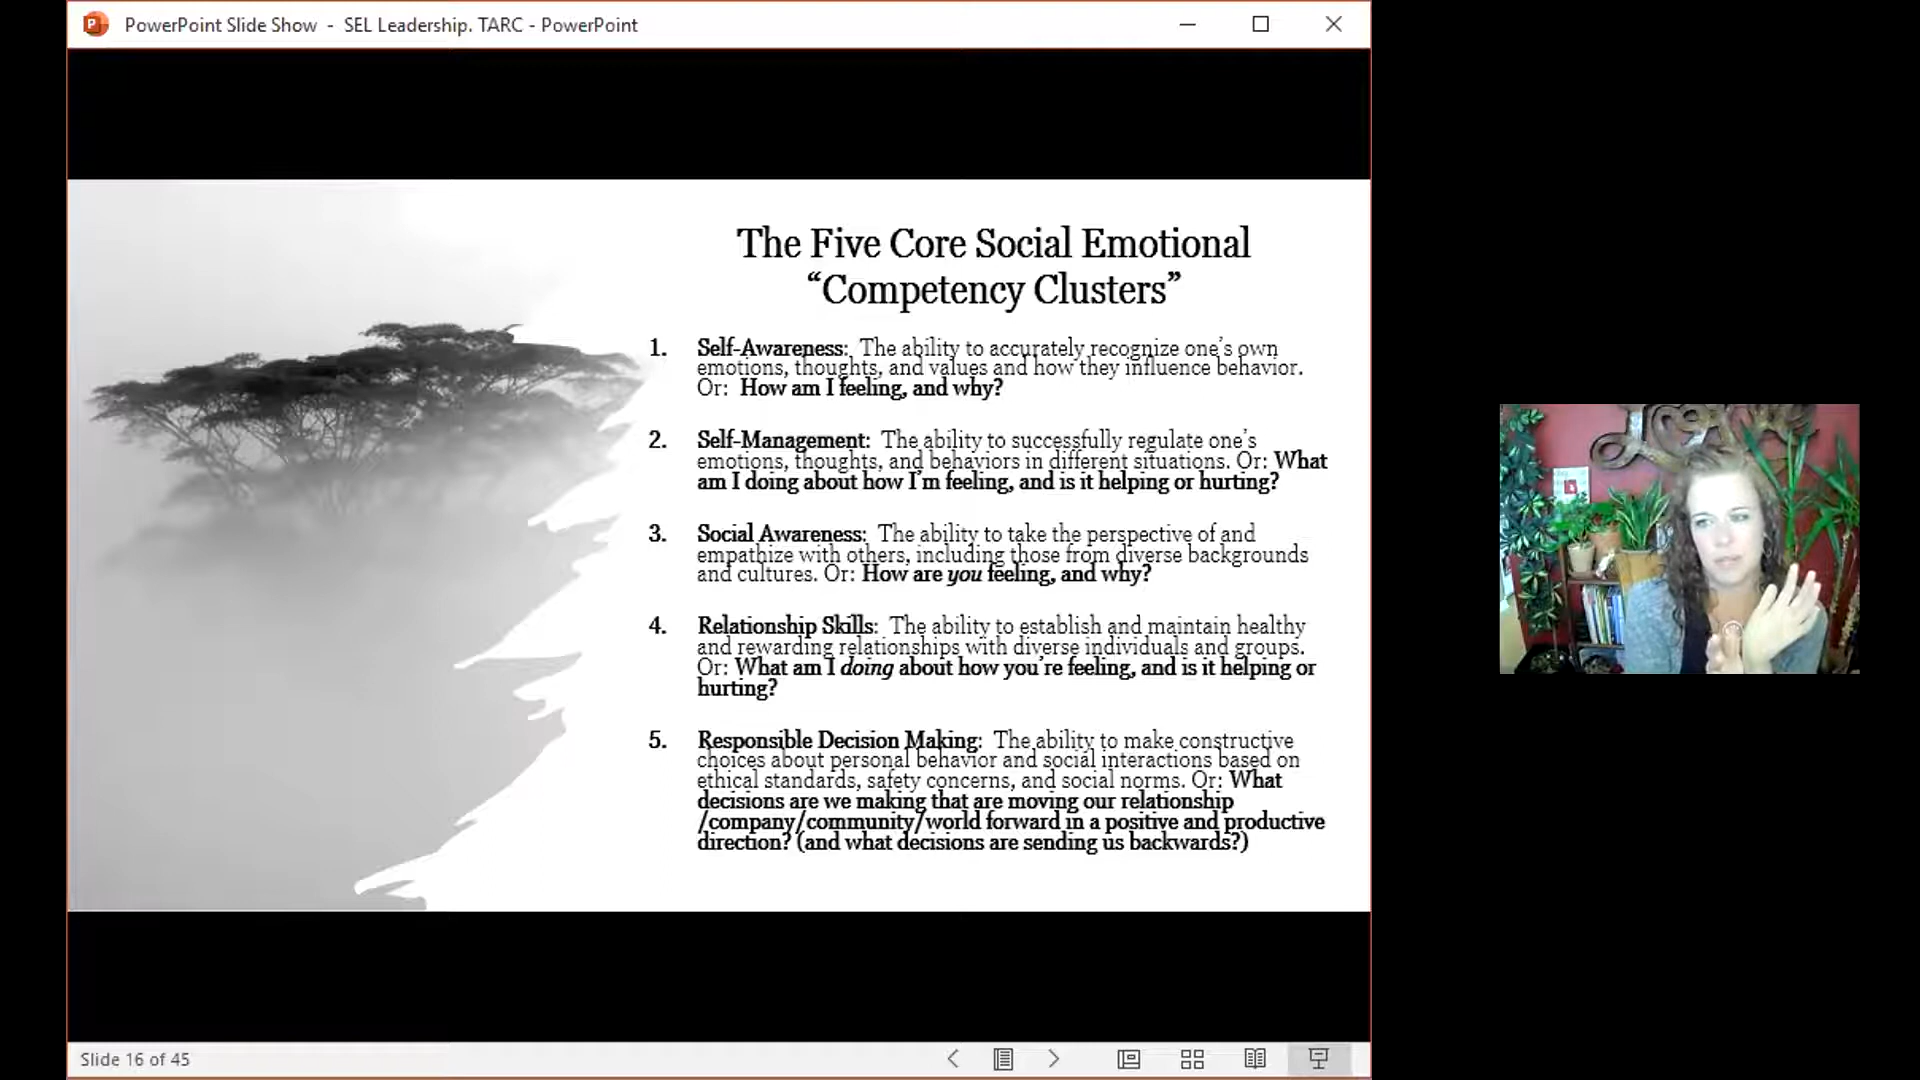 PowerPoint Slide Show - SEL Leadership. TARC - PowerPoint
The Five Core Social Emotional
“Competency Clusters”
1. Self-Awareness: The ability to accurately recognize one’s own
emotions, thoughts, and values and how they influence behavior.
Or: How am I feeling, and why?
2. Self-Management: The ability to successfully regulate one’s
emotions, thoughts, and behaviors in different situations. Or: What
am I doing about how I’m feeling, and is it helping or hurting?
3. Social Awareness: The ability to take the perspective of and
empathize with others, including those from diverse backgrounds
and cultures. Or: How are you feeling, and why?
4. Relationship Skills: The ability to establish and maintain healthy
and rewarding relationships with diverse individuals and groups.
Or: What am I doing about how you’re feeling, and is it helping or
hurting?
5. Responsible Decision Making: The ability to make constructive
choices about personal behavior and social interactions based on
ethical standards, safety concerns, and social norms. Or: What
decisions are we making that are moving our relationship
/company/community/world forward in a positive and productive
direction? (and what decisions are sending us backwards?)
Slide 16 of 45